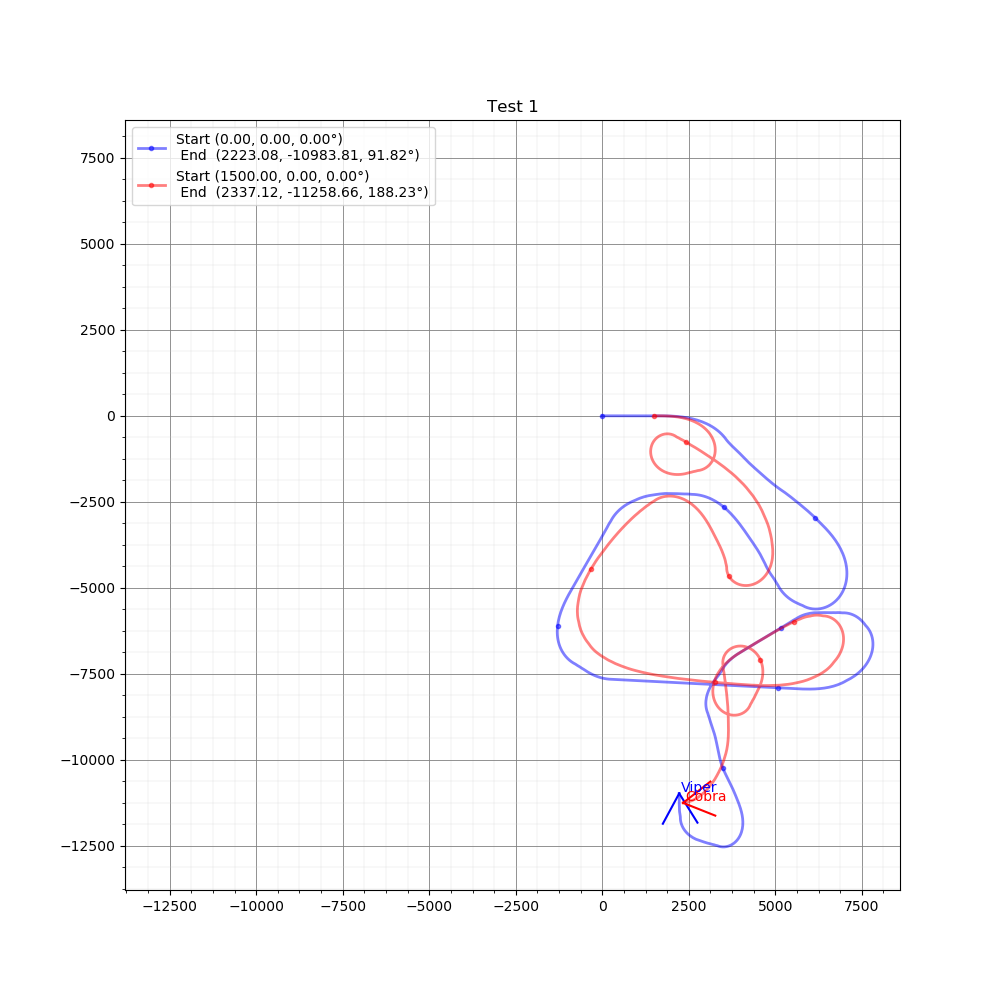 Test 1
Start (0.00, 0.00, 0.00°)
End (2223.08, -10983.81, 91.82°)
Start (1500.00, 0.00, 0.00°)
End (2337.12, -11258.66, 188.23°)
7500
5000
2500
0
−2500
−5000
−7500
−10000
−12500
Viper
Cobra
−12500 −10000 −7500 −5000 −2500 0 2500 5000 7500